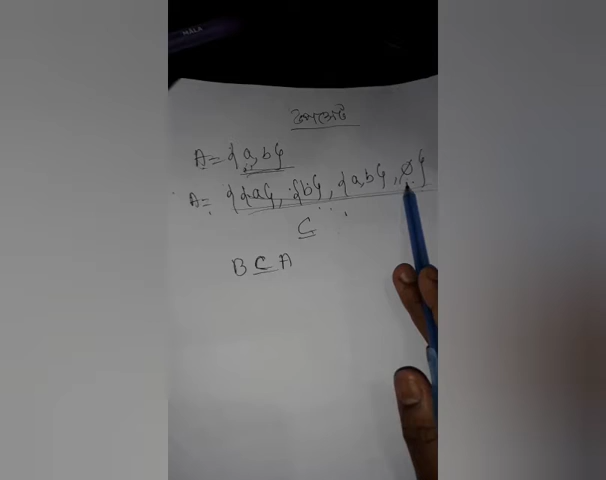 উপসেট
A = {a, b}
A = {{a}, {b}, {a, b}, ∅}
⊆
B ⊆ A